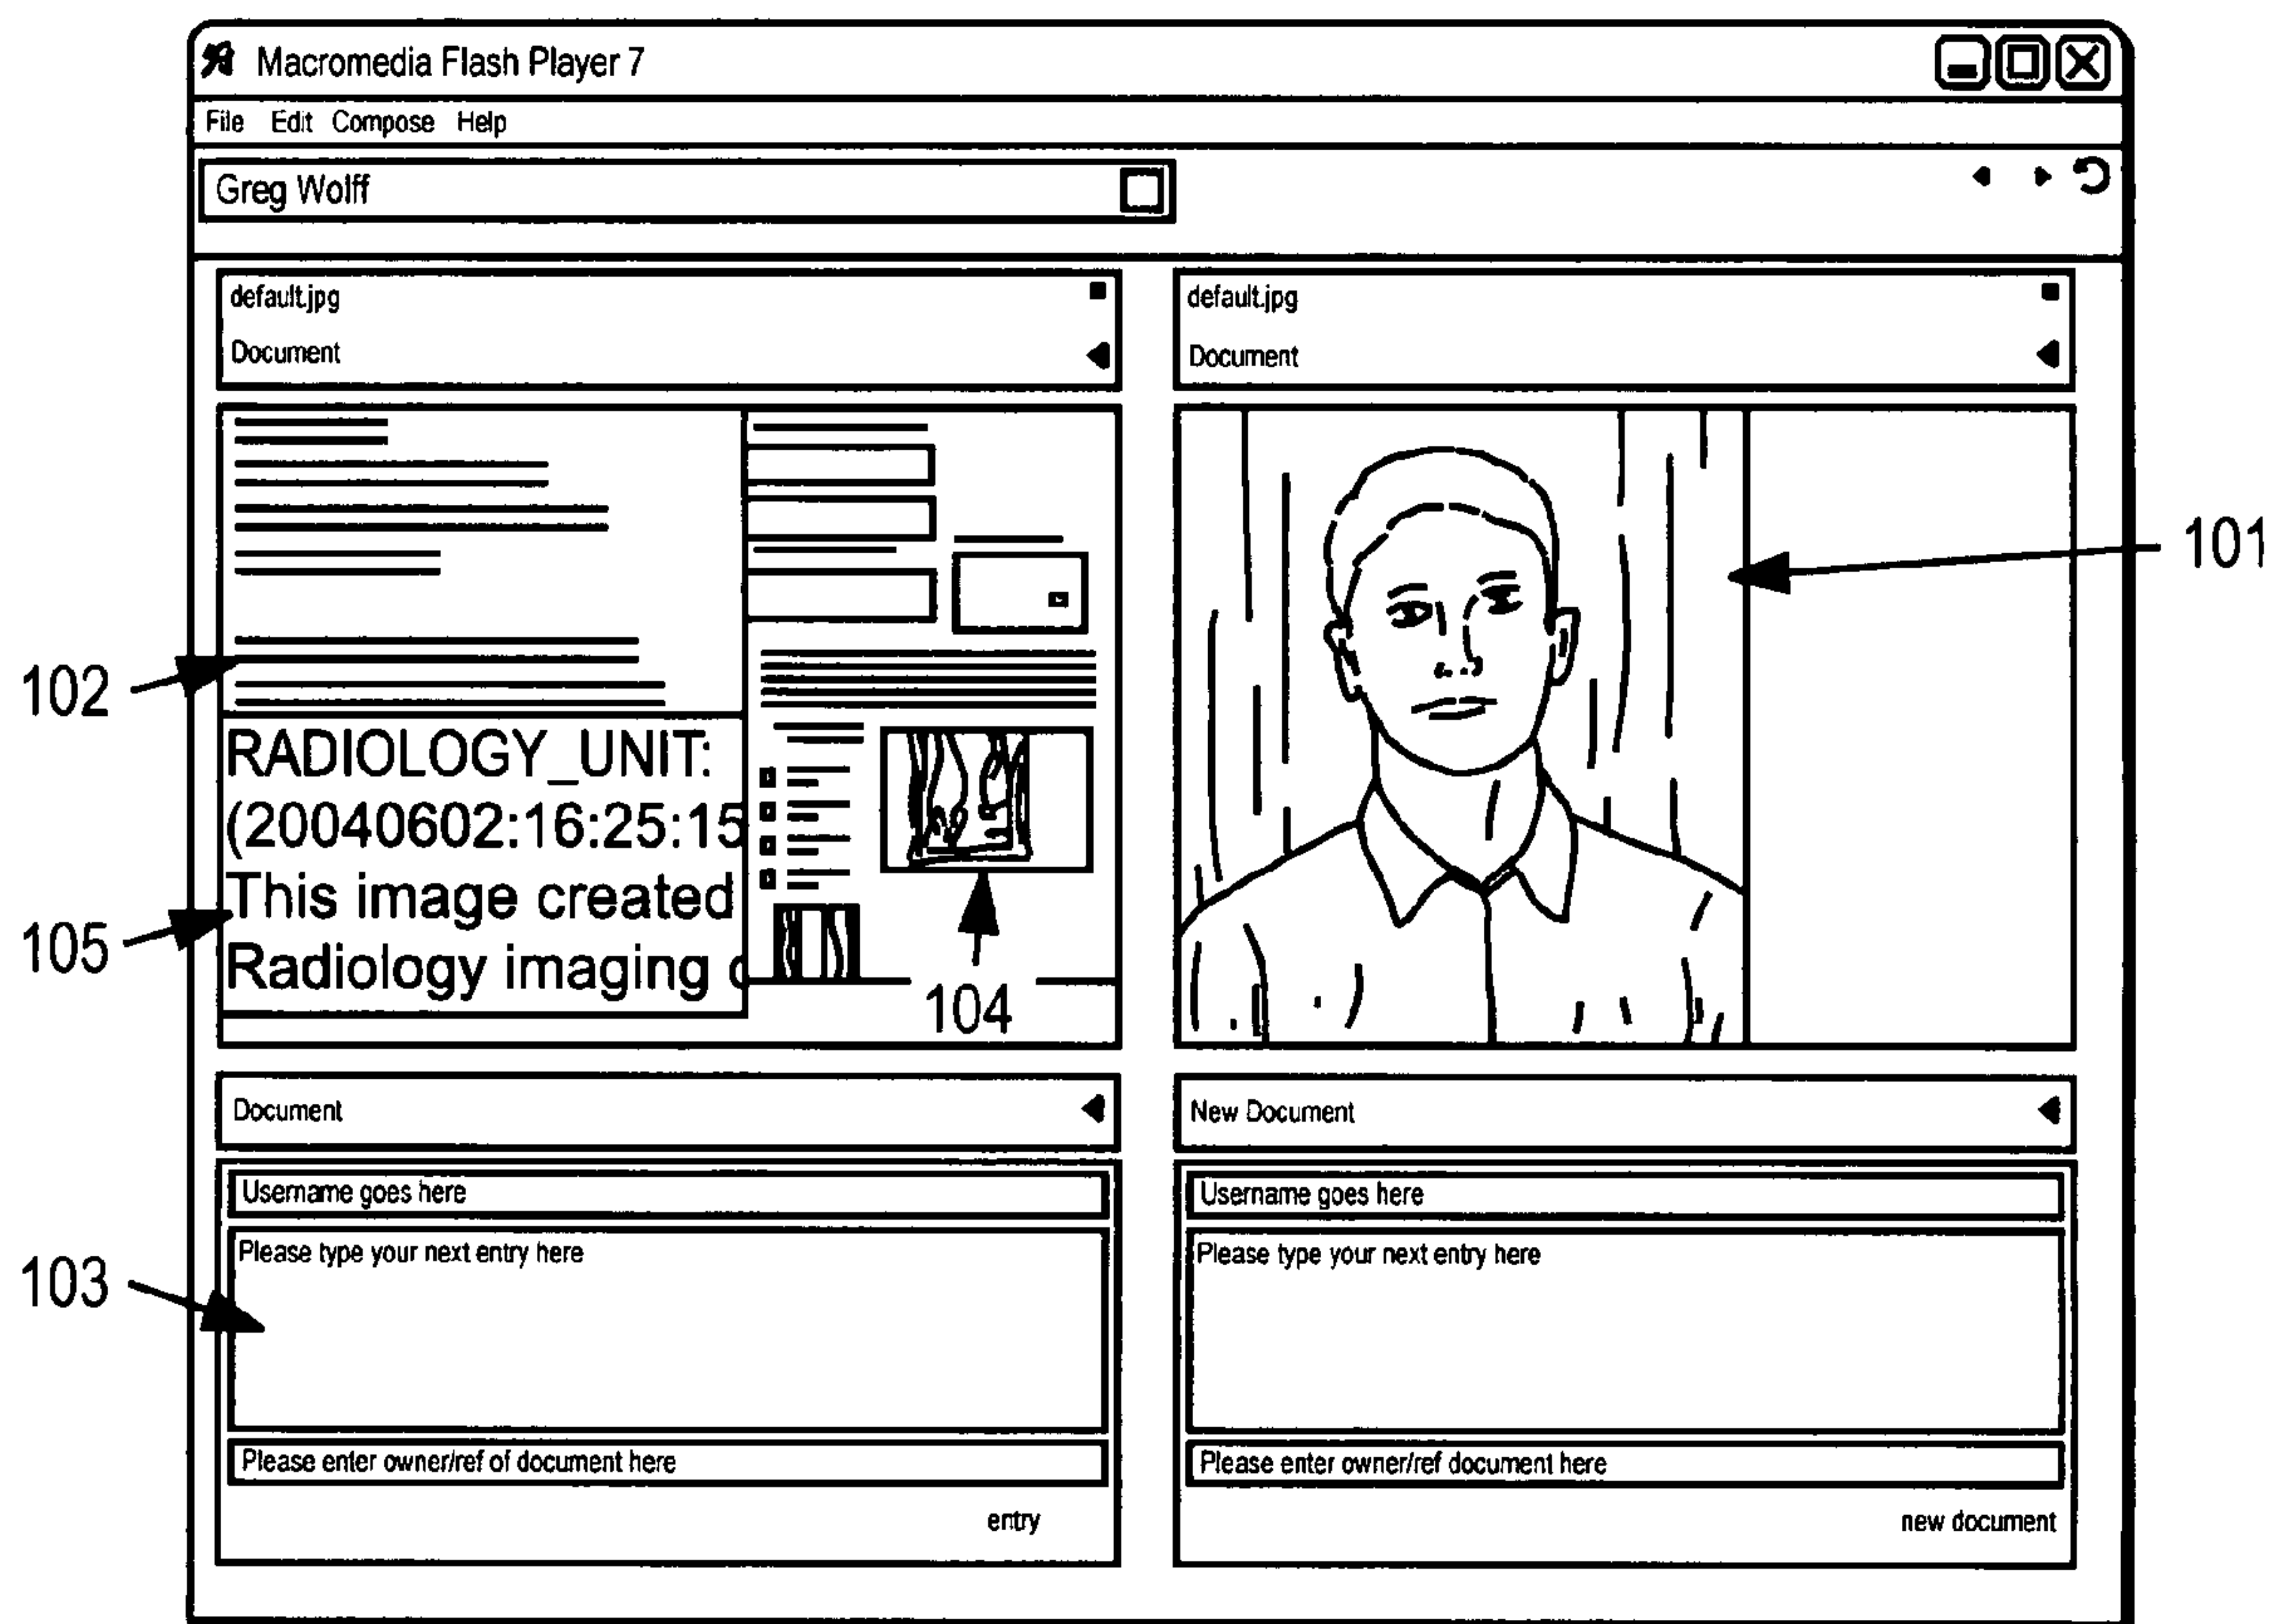 Macromedia Flash Player 7
File Edit Compose Help
Greg Wolff
default.jpg
Document
default.jpg
Document
101
102
RADIOLOGY_UNIT:
(20040602:16:25:15
This image created
Radiology imaging
105
104
Document
New Document
Username goes here
Please type your next entry here
103
Please enter owner/ref of document here
entry
Username goes here
Please type your next entry here
Please enter owner/ref document here
new document